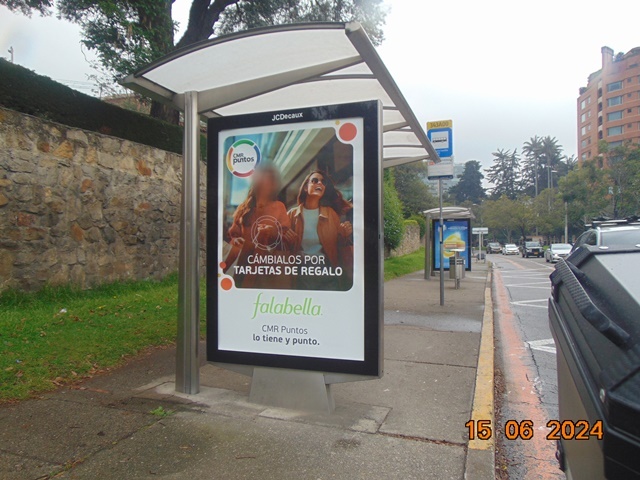 JCDecaux
CMR
puntos
CÁMBIALOS POR
TARJETAS DE REGALO
falabella.
CMR Puntos
lo tiene y punto.
15 06 2024